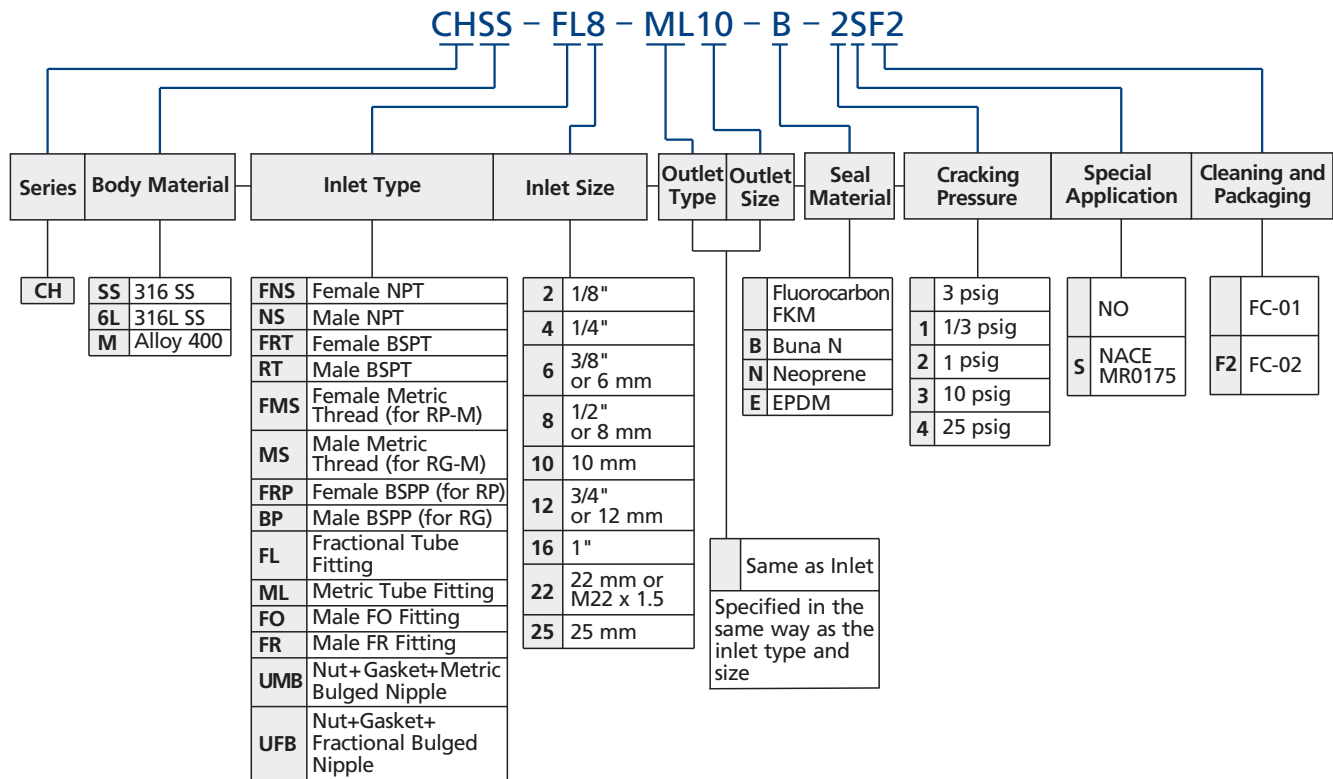 CHSS – FL8 – ML10 – B – 2SF2
Series
Body Material
Inlet Type
Inlet Size
Outlet
Type
Outlet
Size
Seal
Material
Cracking
Pressure
Special
Application
Cleaning and
Packaging
CH
SS 316 SS
6L 316L SS
M Alloy 400
FNS Female NPT
NS Male NPT
FRT Female BSPT
RT Male BSPT
FMS Female Metric
Thread (for RP-M)
MS Male Metric
Thread (for RG-M)
FRP Female BSPP (for RP)
BP Male BSPP (for RG)
FL Fractional Tube
Fitting
ML Metric Tube Fitting
FO Male FO Fitting
FR Male FR Fitting
UMB Nut+Gasket+Metric
Bulged Nipple
UFB Nut+Gasket+
Fractional Bulged
Nipple
2 1/8"
4 1/4"
6 3/8"
or 6 mm
8 1/2"
or 8 mm
10 10 mm
12 3/4"
or 12 mm
16 1"
22 22 mm or
M22 x 1.5
25 25 mm
Same as Inlet
Specified in the
same way as the
inlet type and
size
Fluorocarbon
FKM
B Buna N
N Neoprene
E EPDM
3 psig
1 1/3 psig
2 1 psig
3 10 psig
4 25 psig
NO
S NACE
MR0175
FC-01
F2 FC-02